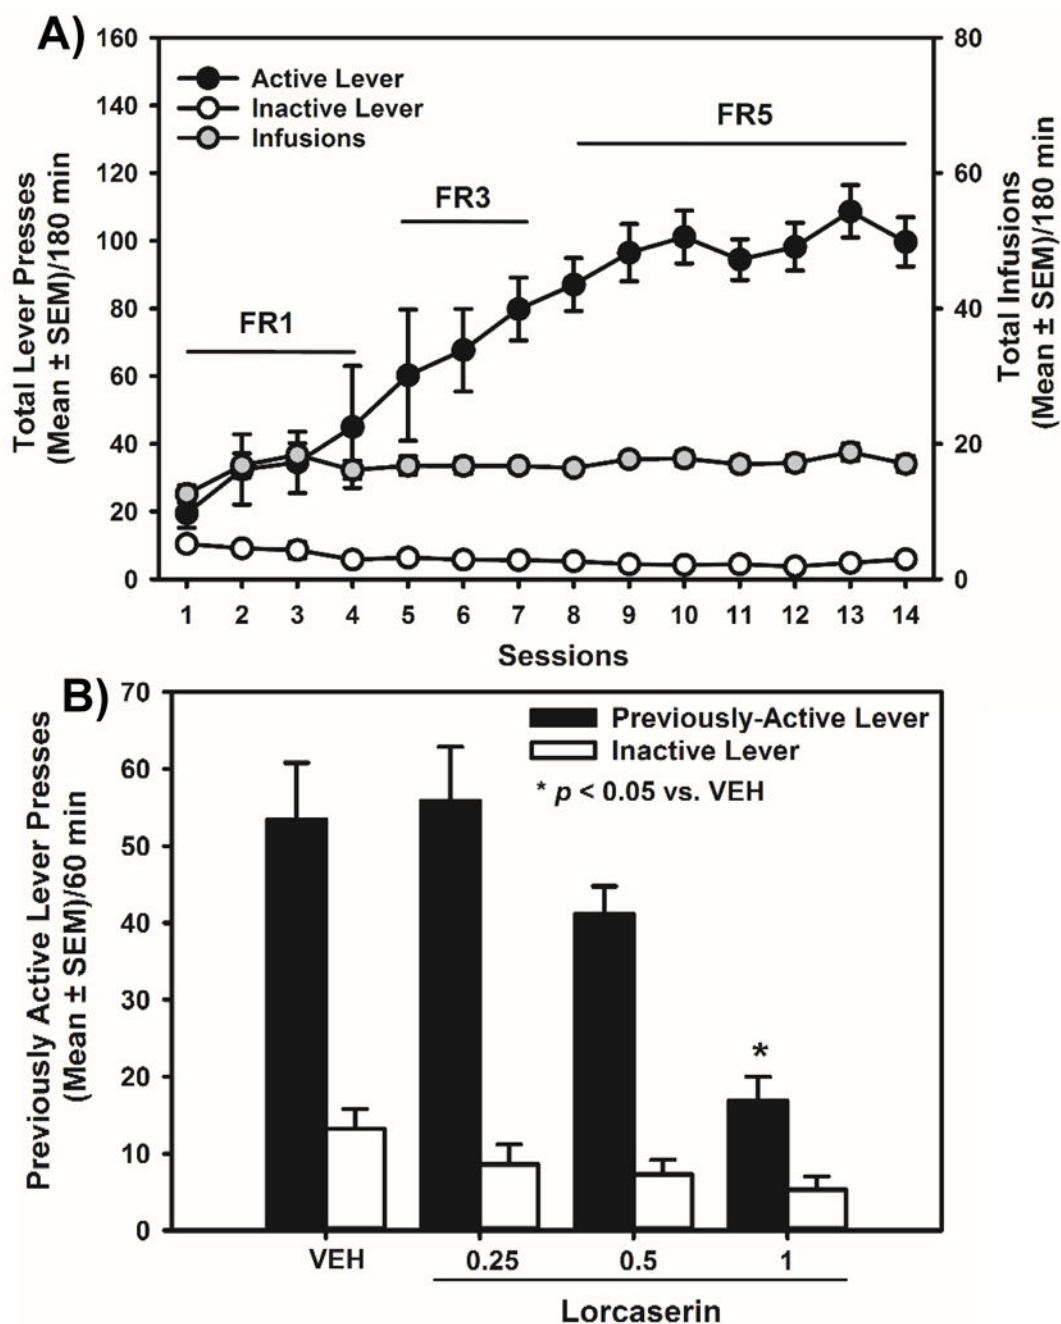 A)
Total Lever Presses
(Mean ± SEM)/180 min
160
140
120
100
80
60
40
20
0
Active Lever
Inactive Lever
Infusions
FR1
FR3
FR5
80
60
40
20
0
Total Infusions
(Mean ± SEM)/180 min
1 2 3 4 5 6 7 8 9 10 11 12 13 14
Sessions
B)
Previously Active Lever Presses
(Mean ± SEM)/60 min
70
60
50
40
30
20
10
0
Previously-Active Lever
Inactive Lever
* p < 0.05 vs. VEH
*
VEH 0.25 0.5 1
Lorcaserin